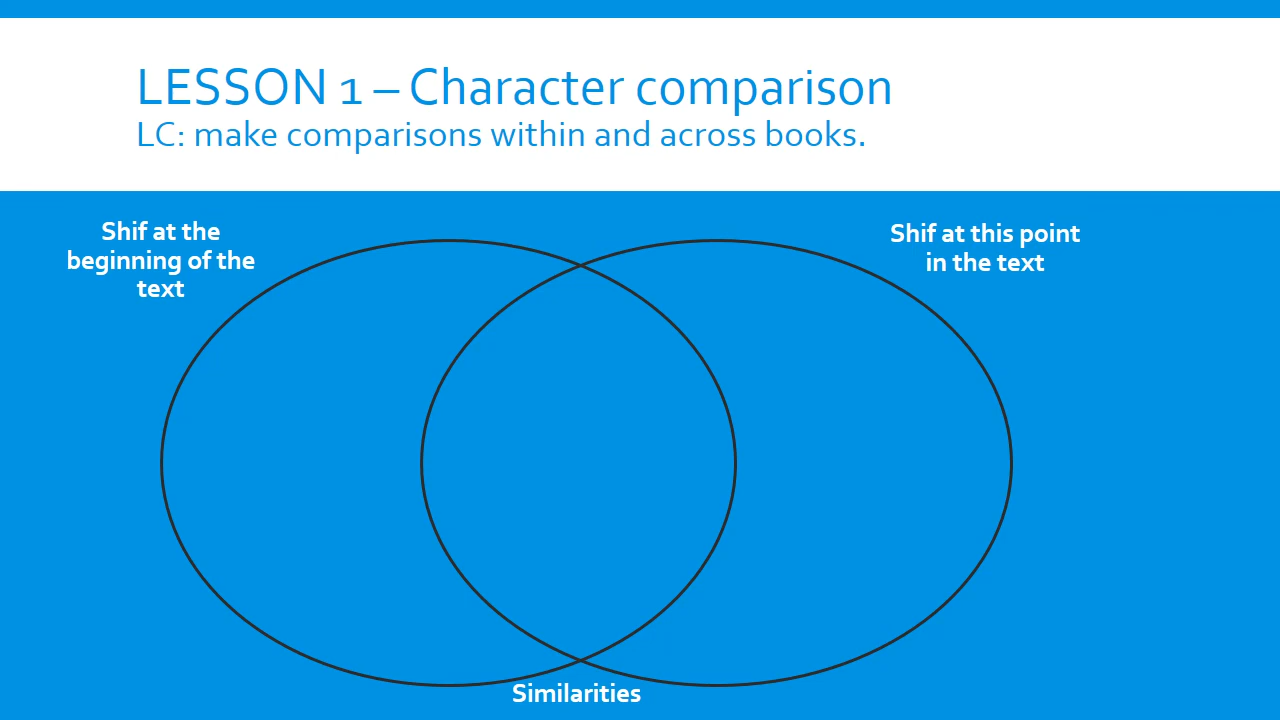 LESSON 1 – Character comparison
LC: make comparisons within and across books.
Shif at the
beginning of the
text
Shif at this point
in the text
Similarities